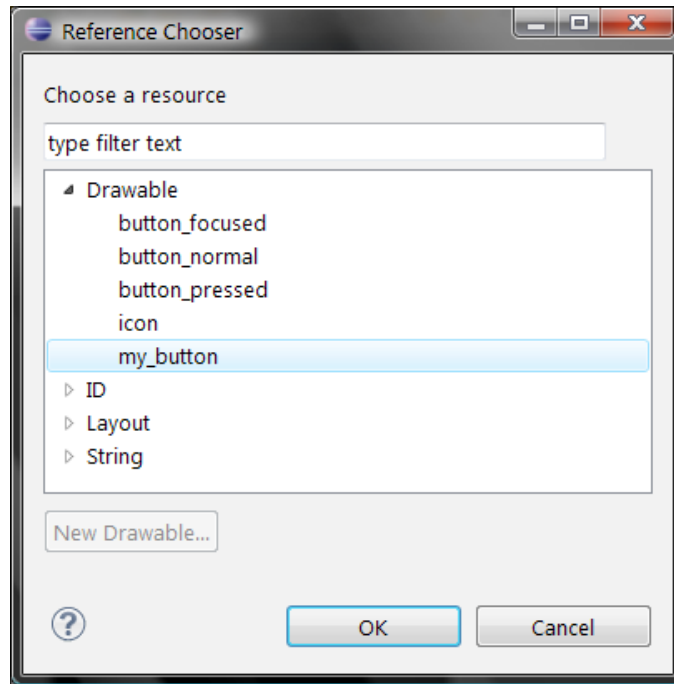 Reference Chooser
Choose a resource
type filter text
Drawable
button_focused
button_normal
button_pressed
icon
my_button
ID
Layout
String
New Drawable...
? OK Cancel